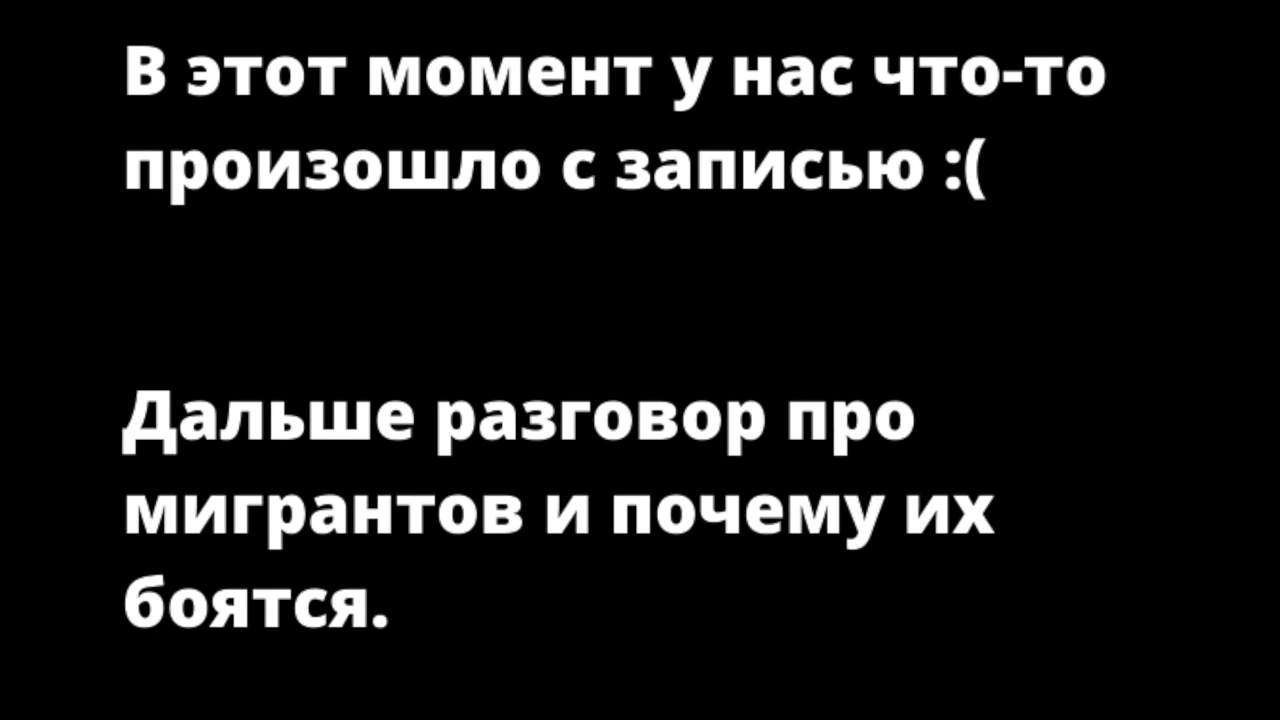 В этот момент у нас что-то
произошло с записью :(
Дальше разговор про
мигрантов и почему их
боятся.